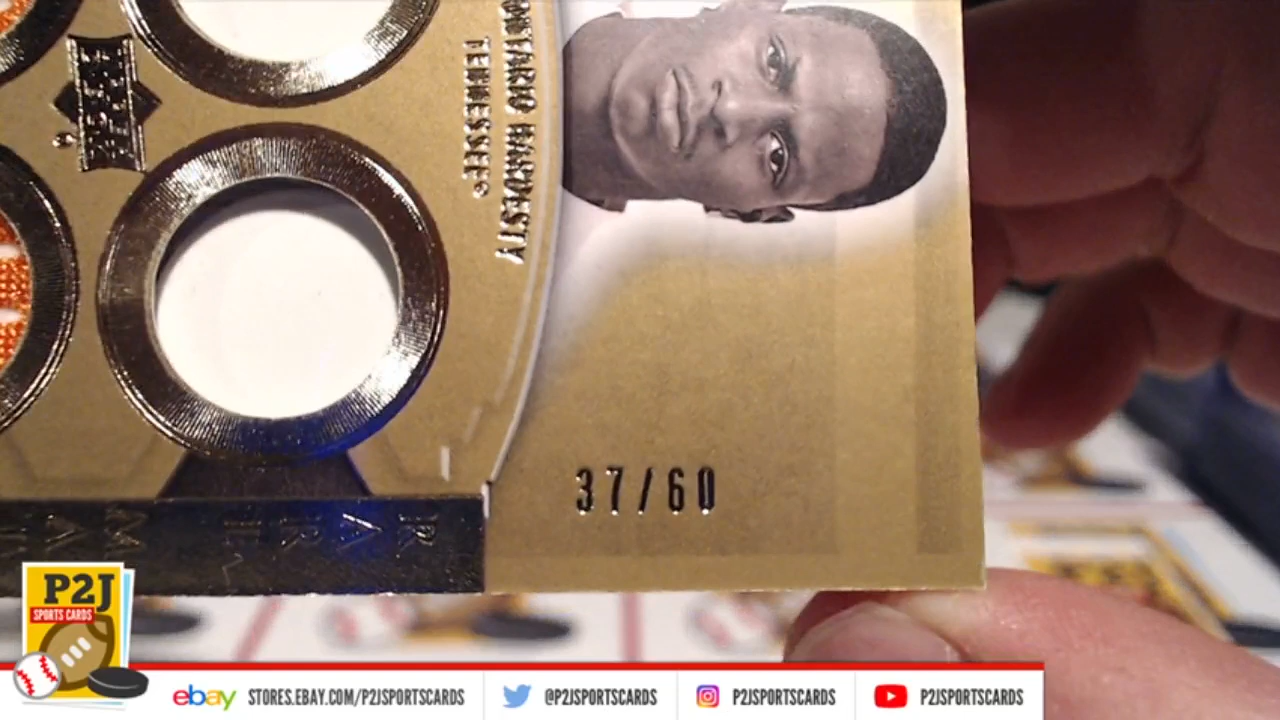 MONTARIO HARDESTY
TENNESSEE
37/60
P2J
SPORTS CARDS
ebay STORES.EBAY.COM/P2JSPORTSCARDS @P2JSPORTSCARDS P2JSPORTSCARDS P2JSPORTSCARDS